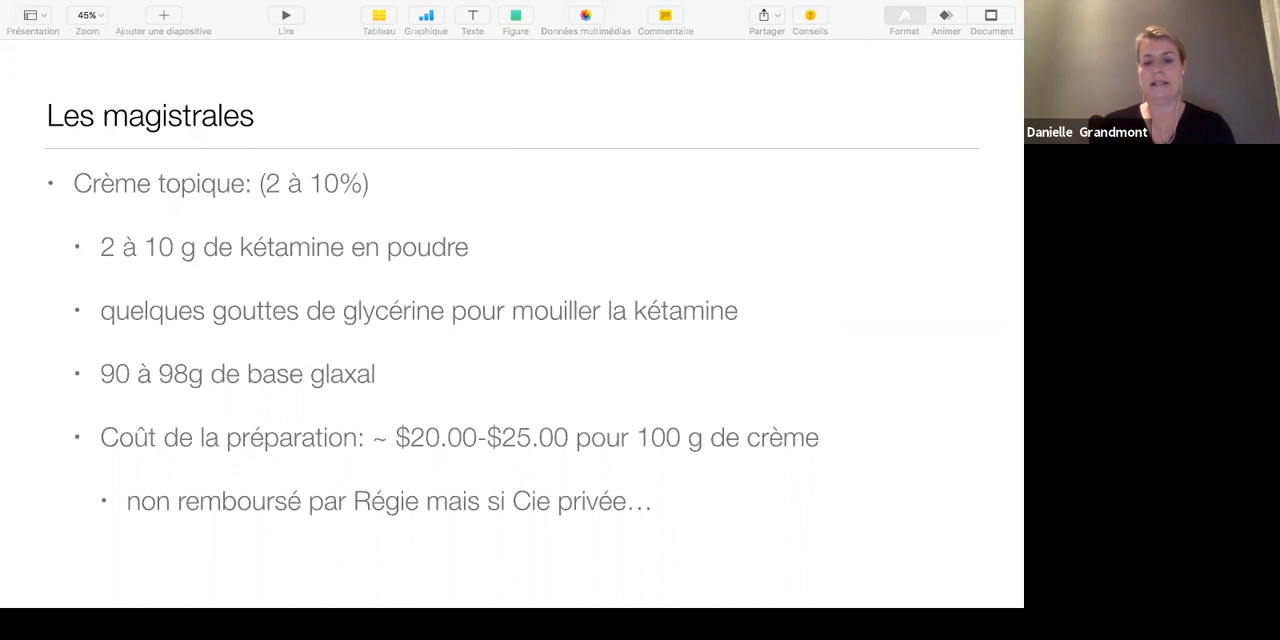 Présentation
45%
Zoom
Ajouter une diapositive
Lire
Tableau
Graphique
T
Texte
Figure
Données multimédias
Commentaire
Partager
?
Conseils
Format
Animer
Document
Les magistrales
• Crème topique: (2 à 10%)
• 2 à 10 g de kétamine en poudre
• quelques gouttes de glycérine pour mouiller la kétamine
• 90 à 98g de base glaxal
• Coût de la préparation: ~ $20.00-$25.00 pour 100 g de crème
• non remboursé par Régie mais si Cie privée…
Danielle Grandmont